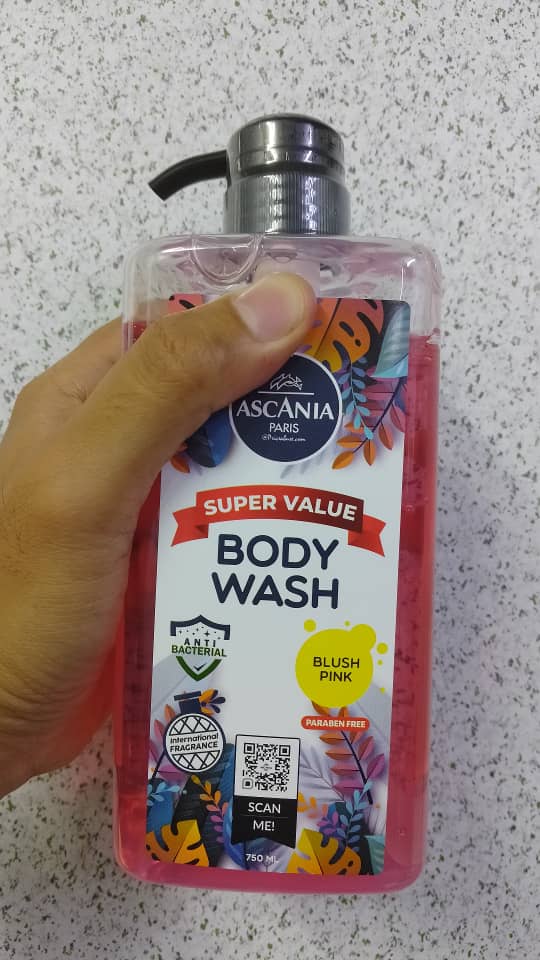 ASCANIA
PARIS
SUPER VALUE
BODY
WASH
ANTI
BACTERIAL
BLUSH
PINK
PARABEN FREE
International
FRAGRANCE
SCAN
ME!
750 ML